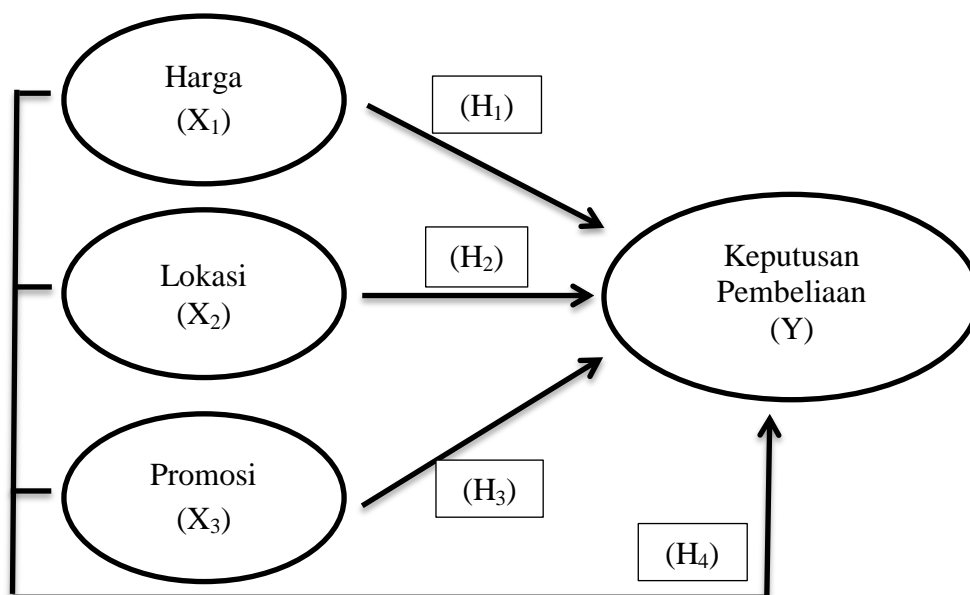 Harga
(X₁)
(H₁)
Lokasi
(X₂)
(H₂)
Keputusan
Pembeliaan
(Y)
Promosi
(X₃)
(H₃)
(H₄)